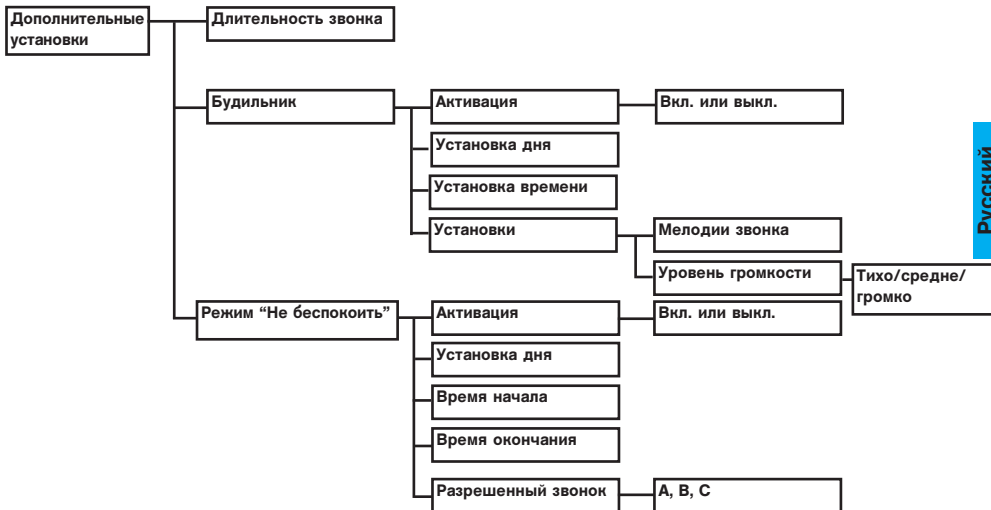 Дополнительные
установки
Длительность звонка
Будильник
Активация
Вкл. или выкл.
Установка дня
Установка времени
Установки
Мелодии звонка
Уровень громкости
Тихо/средне/
громко
Режим “Не беспокоить”
Активация
Вкл. или выкл.
Установка дня
Время начала
Время окончания
Разрешенный звонок
A, B, C
Русский